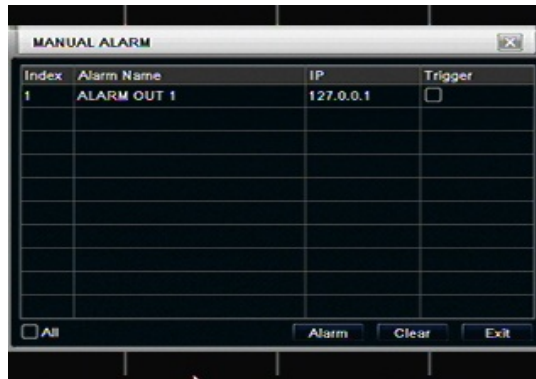 MANUAL ALARM
Index Alarm Name IP Trigger
1 ALARM OUT 1 127.0.0.1
All Alarm Clear Exit